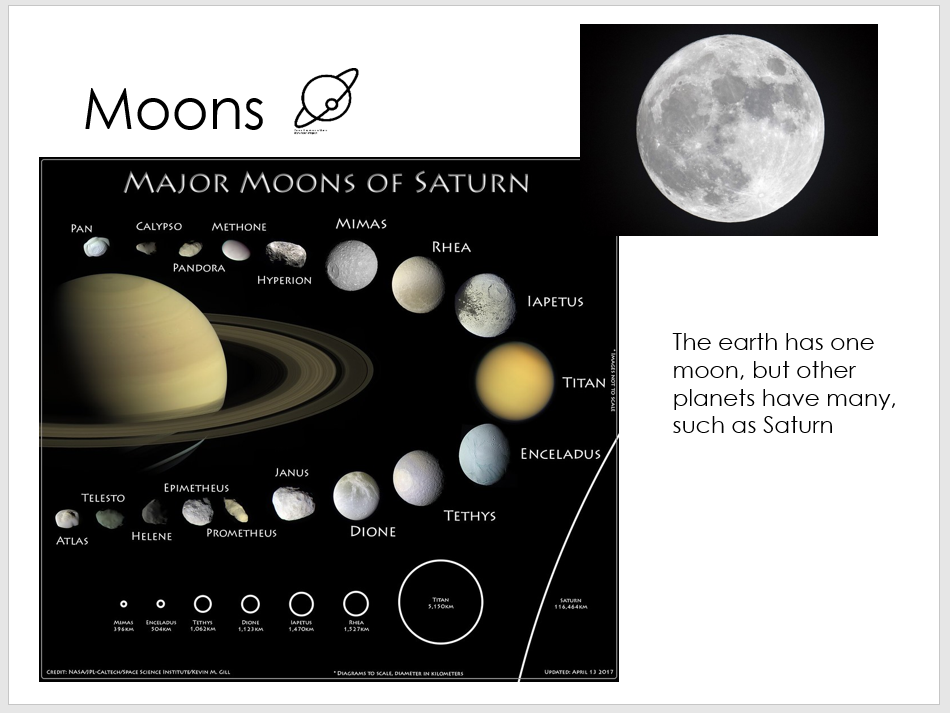 Moons
MAJOR MOONS OF SATURN
PAN
CALYPSO
METHONE
MIMAS
PANDORA
HYPERION
RHEA
IAPETUS
* IMAGES NOT TO SCALE
TITAN
The earth has one
moon, but other
planets have many,
such as Saturn
ENCELADUS
JANUS
EPIMETHEUS
TELESTO
TETHYS
ATLAS
HELENE
PROMETHEUS
DIONE
MIMAS
396KM
ENCELADUS
504KM
TETHYS
1,062KM
DIONE
1,123KM
IAPETUS
1,470KM
RHEA
1,527KM
TITAN
5,150KM
SATURN
116,464KM
CREDIT: NASA/JPL-CALTECH/SPACE SCIENCE INSTITUTE/KEVIN M. GILL
* DIAGRAMS TO SCALE, DIAMETER IN KILOMETERS
UPDATED: APRIL 13 2017